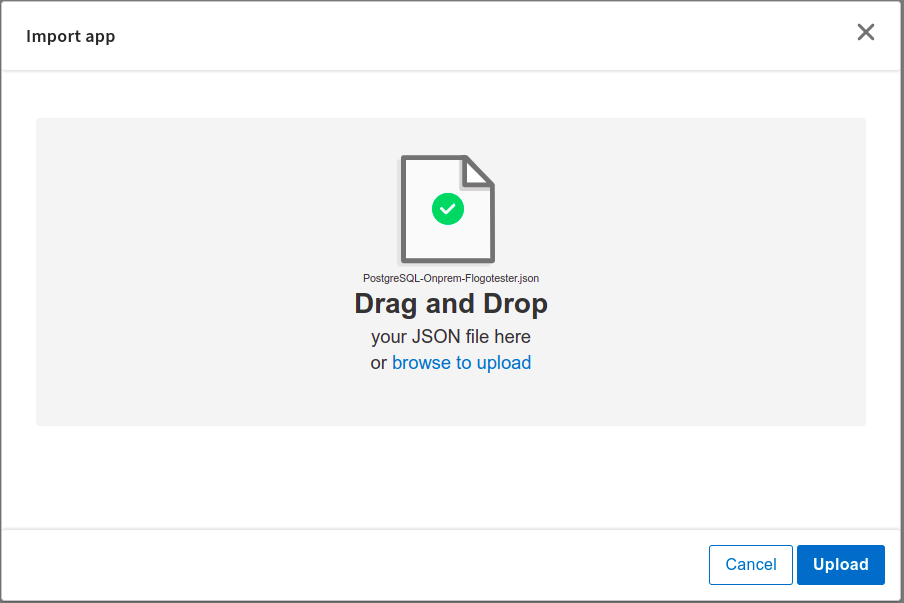 Import app
PostgreSQL-Onprem-Flogotester.json
Drag and Drop
your JSON file here
or browse to upload
Cancel
Upload